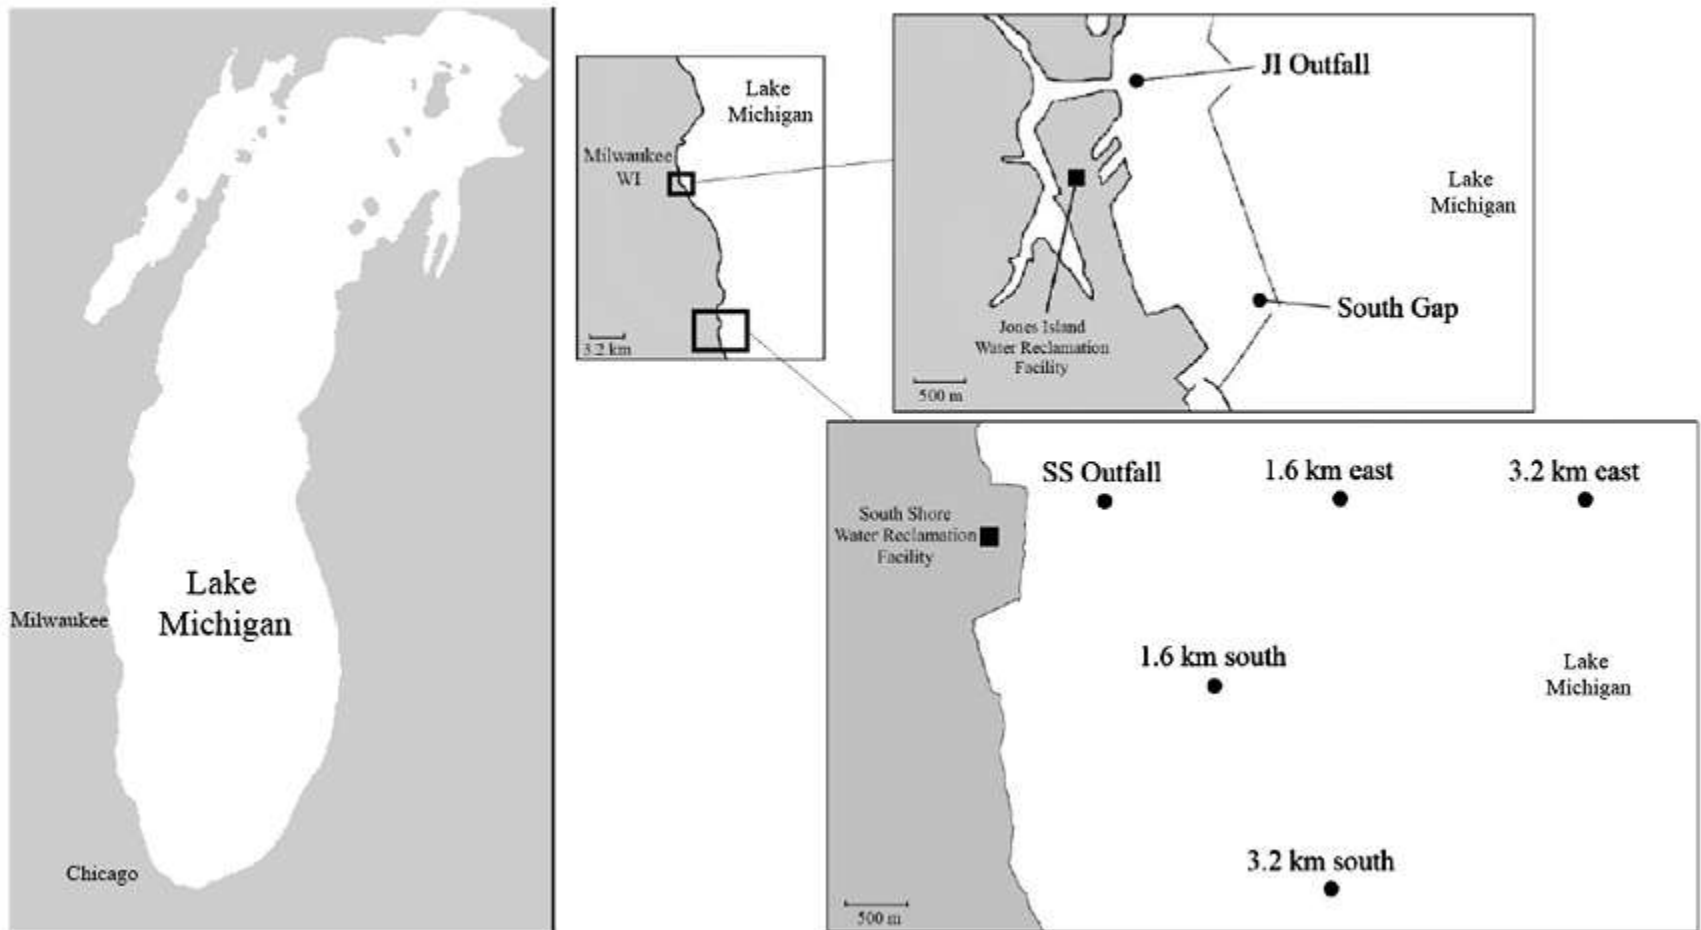 Lake
Michigan
Milwaukee
Chicago
Lake
Michigan
Milwaukee
WI
3.2 km
JI Outfall
Lake
Michigan
South Gap
Jones Island
Water Reclamation
Facility
500 m
SS Outfall
1.6 km east
3.2 km east
South Shore
Water Reclamation
Facility
1.6 km south
Lake
Michigan
3.2 km south
500 m